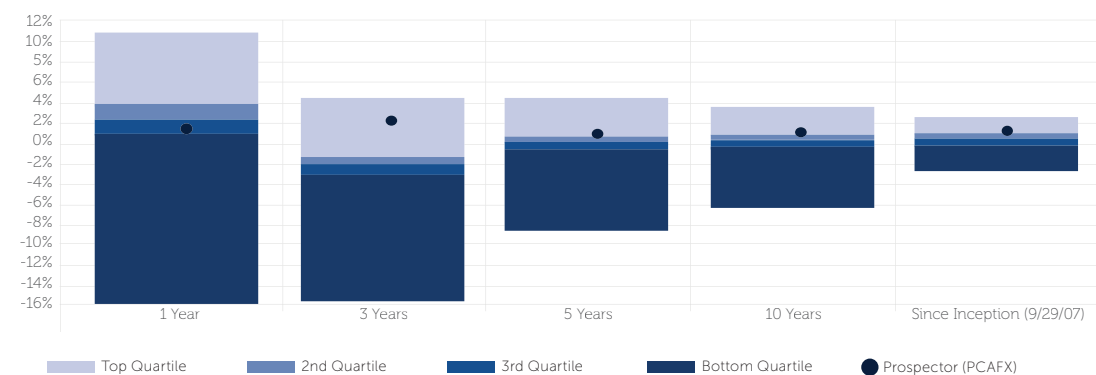 12%
10%
5%
6%
4%
2%
0%
-2%
-4%
-6%
-8%
-10%
-12%
-14%
-16%
1 Year
3 Years
5 Years
10 Years
Since Inception (9/29/07)
Top Quartile
2nd Quartile
3rd Quartile
Bottom Quartile
Prospector (PCAFX)